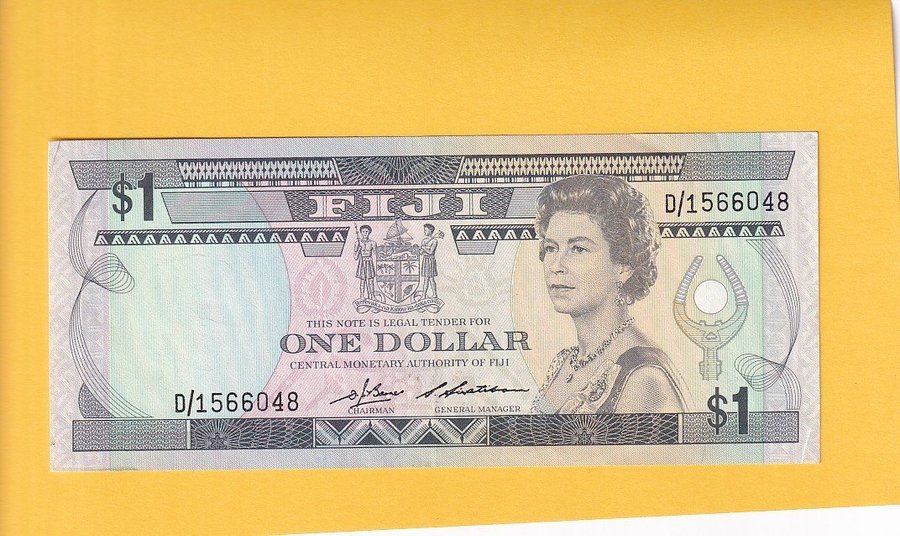 $1
FIJI
D/1566048
THIS NOTE IS LEGAL TENDER FOR
ONE DOLLAR
CENTRAL MONETARY AUTHORITY OF FIJI
D/1566048
CHAIRMAN
GENERAL MANAGER
$1